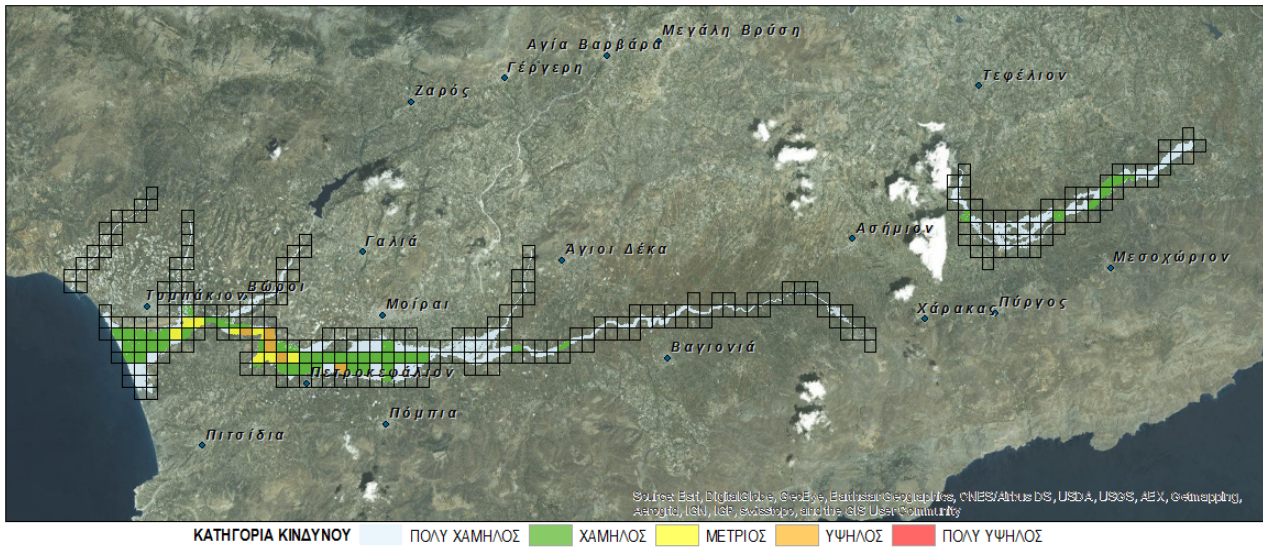 Μεγάλη Βρύση
Αγία Βαρβάρα
Γέργερη
Τεφέλιον
Ζαρός
Ασήμιον
Γαλιά
Άγιοι Δέκα
Μεσοχώριον
Βώροι
Τυμπάκιον
Μοίραι
Χάρακας
Πύργος
Βαγιονιά
Πετροκεφάλιον
Πόμπια
Πιτσίδια
Source: Esri, DigitalGlobe, GeoEye, Earthstar Geographics, CNES/Airbus DS, USDA, USGS, AEX, Getmapping,
Aerogrid, IGN, IGP, swisstopo, and the GIS User Community
ΚΑΤΗΓΟΡΙΑ ΚΙΝΔΥΝΟΥ ΠΟΛΥ ΧΑΜΗΛΟΣ ΧΑΜΗΛΟΣ ΜΕΤΡΙΟΣ ΥΨΗΛΟΣ ΠΟΛΥ ΥΨΗΛΟΣ